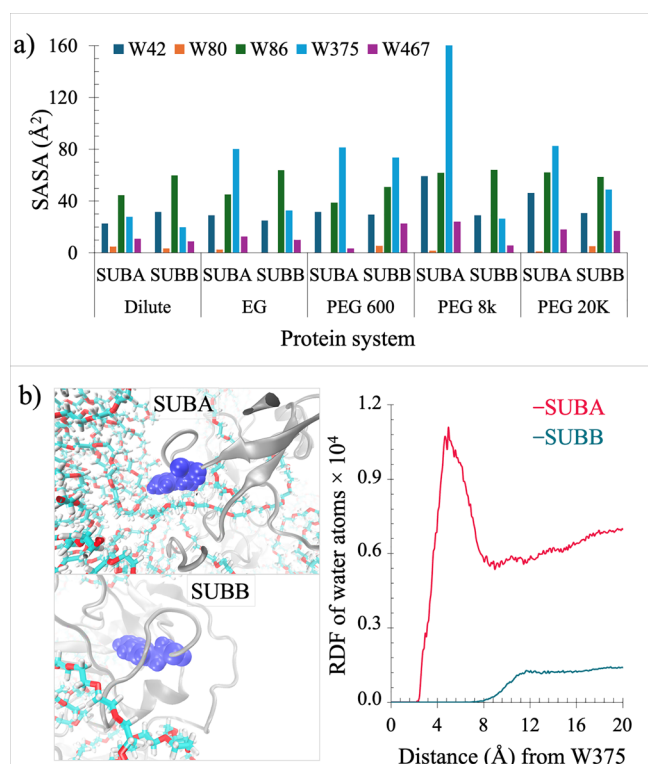 a)
W42 W80 W86 W375 W467
SASA (Å²)
160
120
80
40
0
SUBA SUBB SUBA SUBB SUBA SUBB SUBA SUBB SUBA SUBB
Dilute EG PEG 600 PEG 8k PEG 20K
Protein system
b)
SUBA
SUBB
SUBA
SUBB
RDF of water atoms × 10⁴
1.2
0.9
0.6
0.3
0.0
0 4 8 12 16 20
Distance (Å) from W375